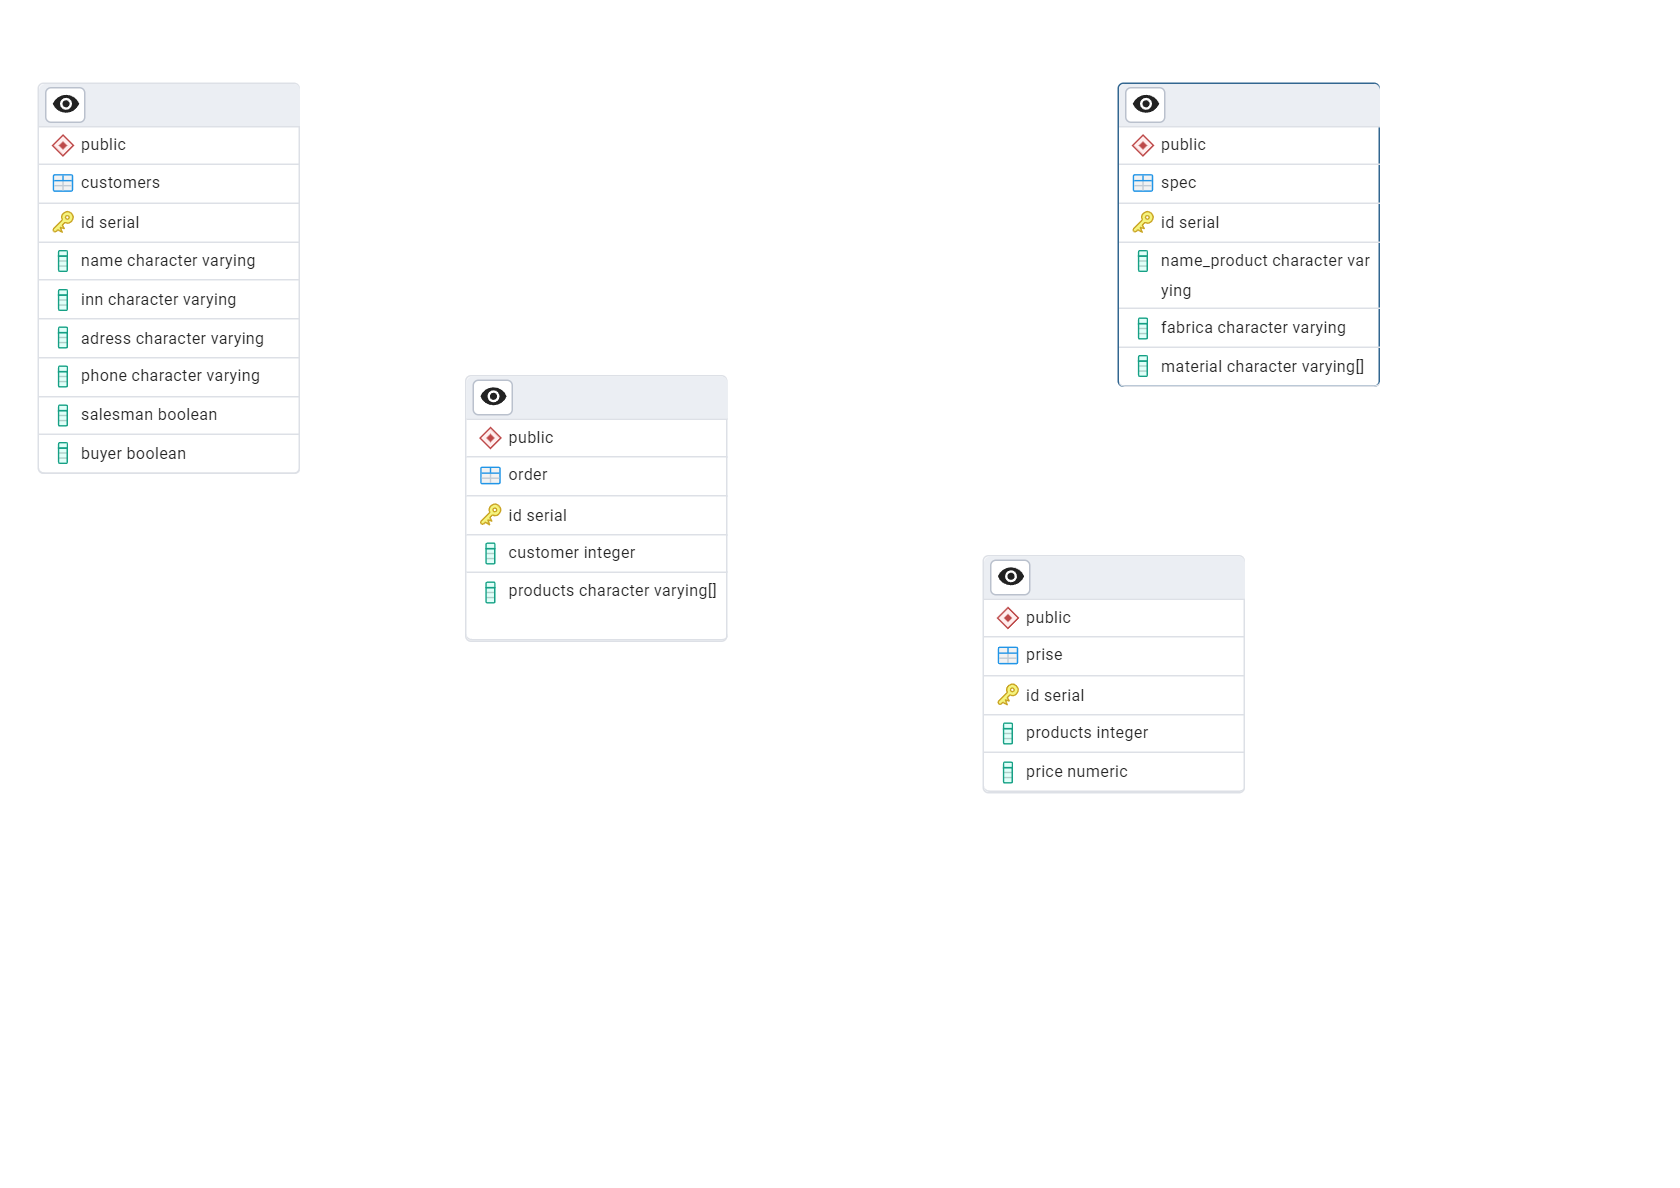 public
customers
id serial
name character varying
inn character varying
adress character varying
phone character varying
salesman boolean
buyer boolean
public
order
id serial
customer integer
products character varying[]
public
spec
id serial
name_product character var
ying
fabrica character varying
material character varying[]
public
prise
id serial
products integer
price numeric